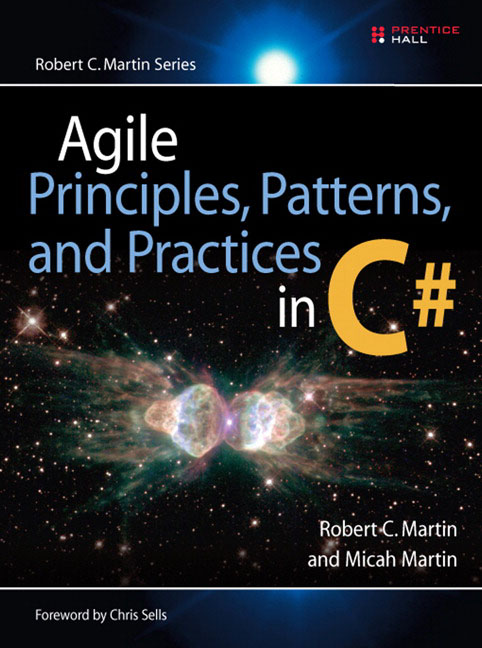 PRENTICE
HALL
Robert C. Martin Series
Agile
Principles, Patterns,
and Practices
in C#
Robert C. Martin
and Micah Martin
Foreword by Chris Sells